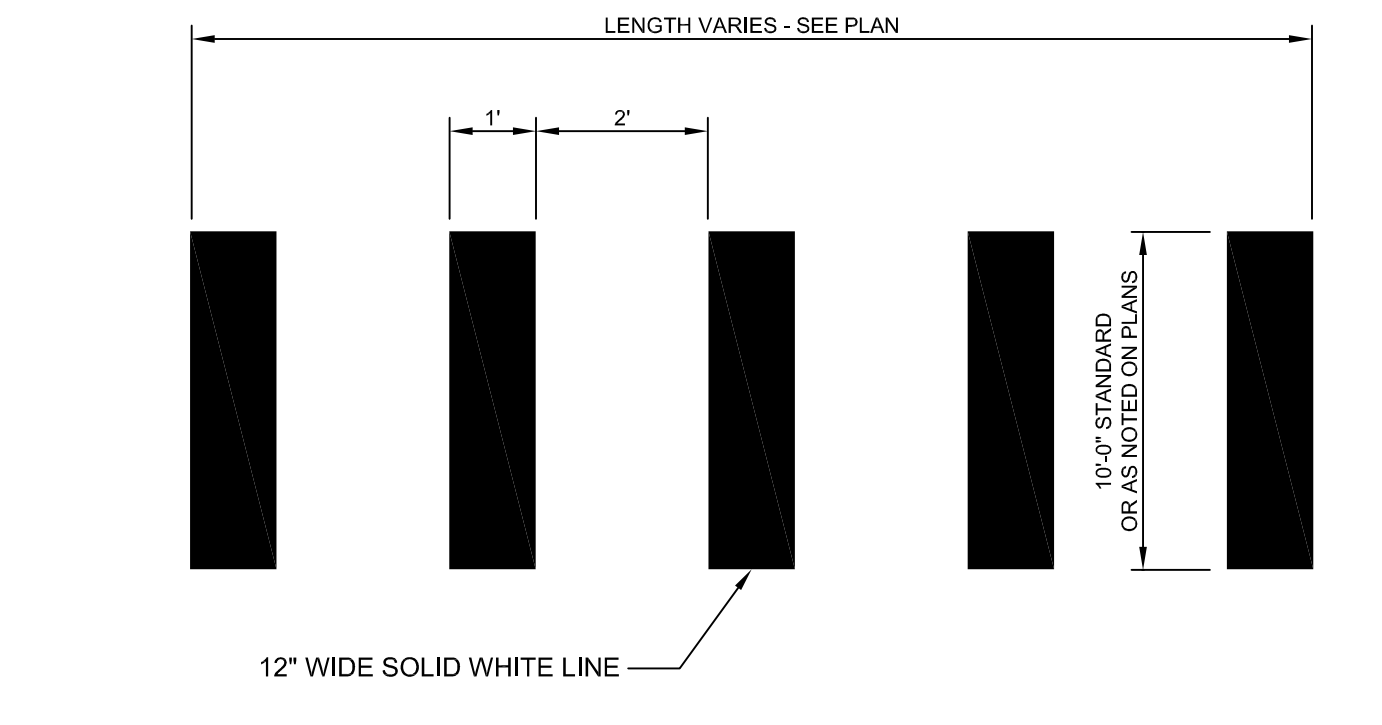 LENGTH VARIES - SEE PLAN
1'
2'
10'-0" STANDARD
OR AS NOTED ON PLANS
12" WIDE SOLID WHITE LINE